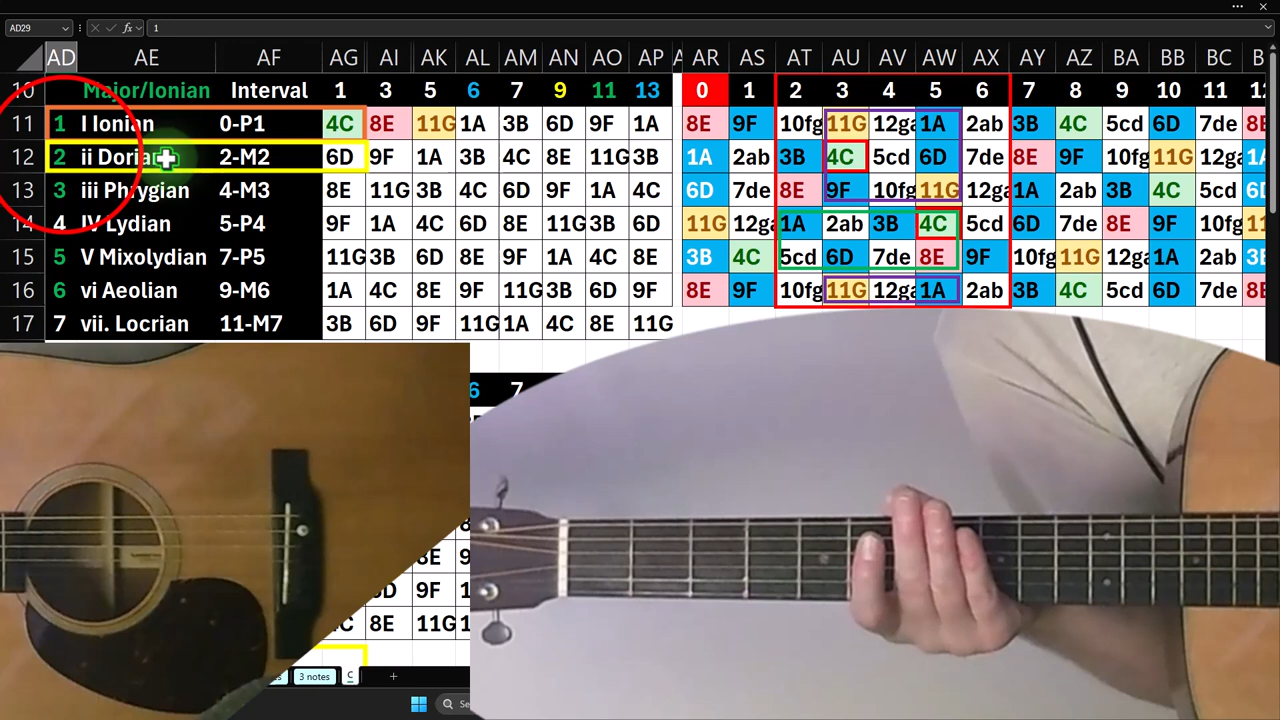 AD29 fx 1
AD AE AF AG AI AK AL AM AN AO AP AR AS AT AU AV AW AX AY AZ BA BB BC
10 Major/Ionian Interval 1 3 5 6 7 9 11 13 0 1 2 3 4 5 6 7 8 9 10 11 12
11 1 I Ionian 0-P1 4C 8E 11G 1A 3B 6D 9F 1A 8E 9F 10fg 11G 12ga 1A 2ab 3B 4C 5cd 6D 7de
12 2 ii Dorian 2-M2 6D 9F 1A 3B 4C 8E 11G 3B 1A 2ab 3B 4C 5cd 6D 7de 8E 9F 10fg 11G 12ga
13 3 iii Phrygian 4-M3 8E 11G 3B 4C 6D 9F 1A 4C 6D 7de 8E 9F 10fg 11G 12ga 1A 2ab 3B 4C 5cd
14 4 IV Lydian 5-P4 9F 1A 4C 6D 8E 11G 3B 6D 11G 12ga 1A 2ab 3B 4C 5cd 6D 7de 8E 9F 10fg
15 5 V Mixolydian 7-P5 11G 3B 6D 8E 9F 1A 4C 8E 3B 4C 5cd 6D 7de 8E 9F 10fg 11G 12ga 1A 2ab
16 6 vi Aeolian 9-M6 1A 4C 8E 9F 11G 3B 6D 9F 8E 9F 10fg 11G 12ga 1A 2ab 3B 4C 5cd 6D 7de
17 7 vii. Locrian 11-M7 3B 6D 9F 11G 1A 4C 8E 11G
6 7
8E 9F
9F
8E 11G
3 notes C +